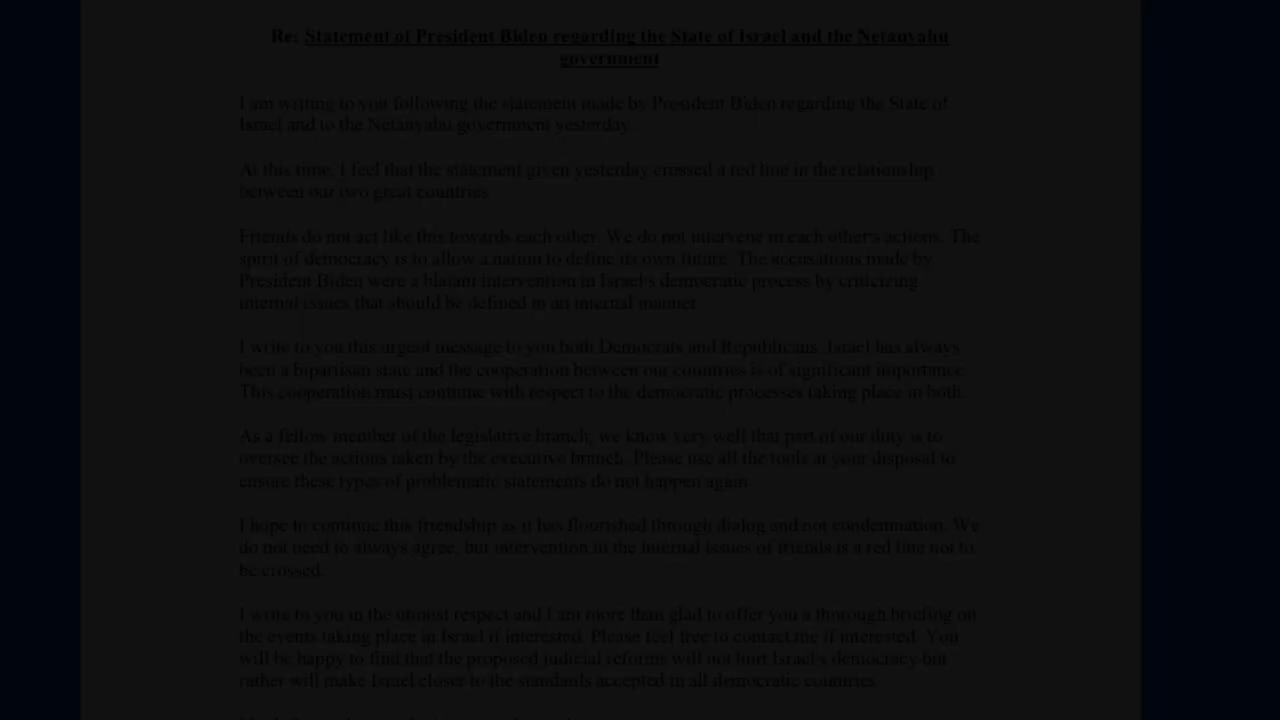 Re: Statement of President Biden regarding the State of Israel and the Netanyahu
government
I am writing to you following the statement made by President Biden regarding the State of
Israel and to the Netanyahu government yesterday.
At this time, I feel that the statement given yesterday crossed a red line in the relationship
between our two great countries.
Friends do not act like this towards each other. We do not intervene in each other's actions. The
spirit of democracy is to allow a nation to define its own future. The accusations made by
President Biden were a blatant intervention in Israel's democratic process by criticizing
internal issues that should be defined in an internal manner.
I write to you this urgent message to you both Democrats and Republicans. Israel has always
been a bipartisan state and the cooperation between our countries is of significant importance.
This cooperation must continue with respect to the democratic processes taking place in both.
As a fellow member of the legislative branch, we know very well that part of our duty is to
oversee the actions taken by the executive branch. Please use all the tools at your disposal to
ensure these types of problematic statements do not happen again.
I hope to continue this friendship as it has flourished through dialog and not condemnation. We
do not need to always agree, but intervention in the internal issues of friends is a red line not to
be crossed.
I write to you in the utmost respect and I am more than glad to offer you a thorough briefing on
the events taking place in Israel if interested. Please feel free to contact me if interested. You
will be happy to find that the proposed judicial reforms will not hurt Israel's democracy but
rather will make Israel closer to the standards accepted in all democratic countries.